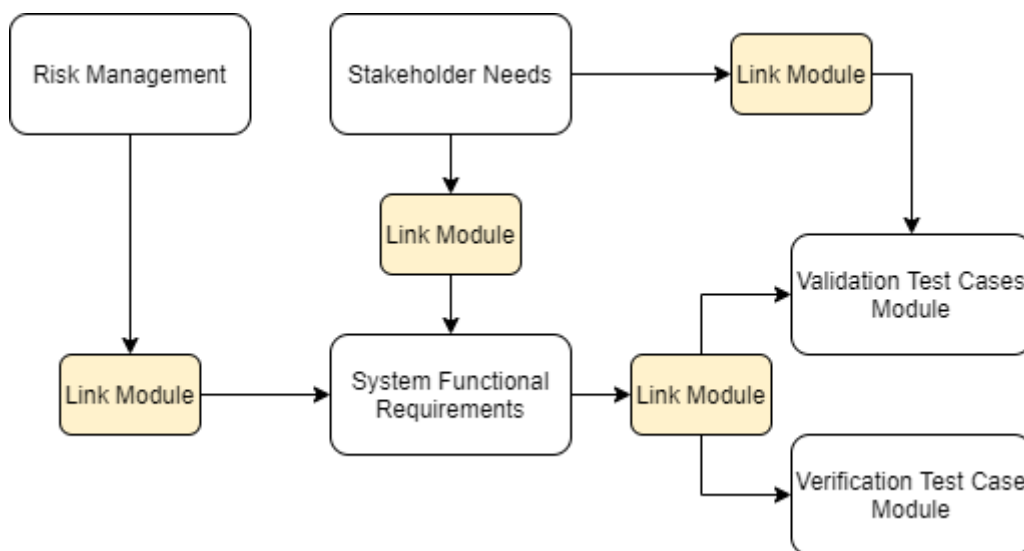 Risk Management
Stakeholder Needs
Link Module
Link Module
Validation Test Cases
Module
Link Module
System Functional
Requirements
Link Module
Verification Test Case
Module